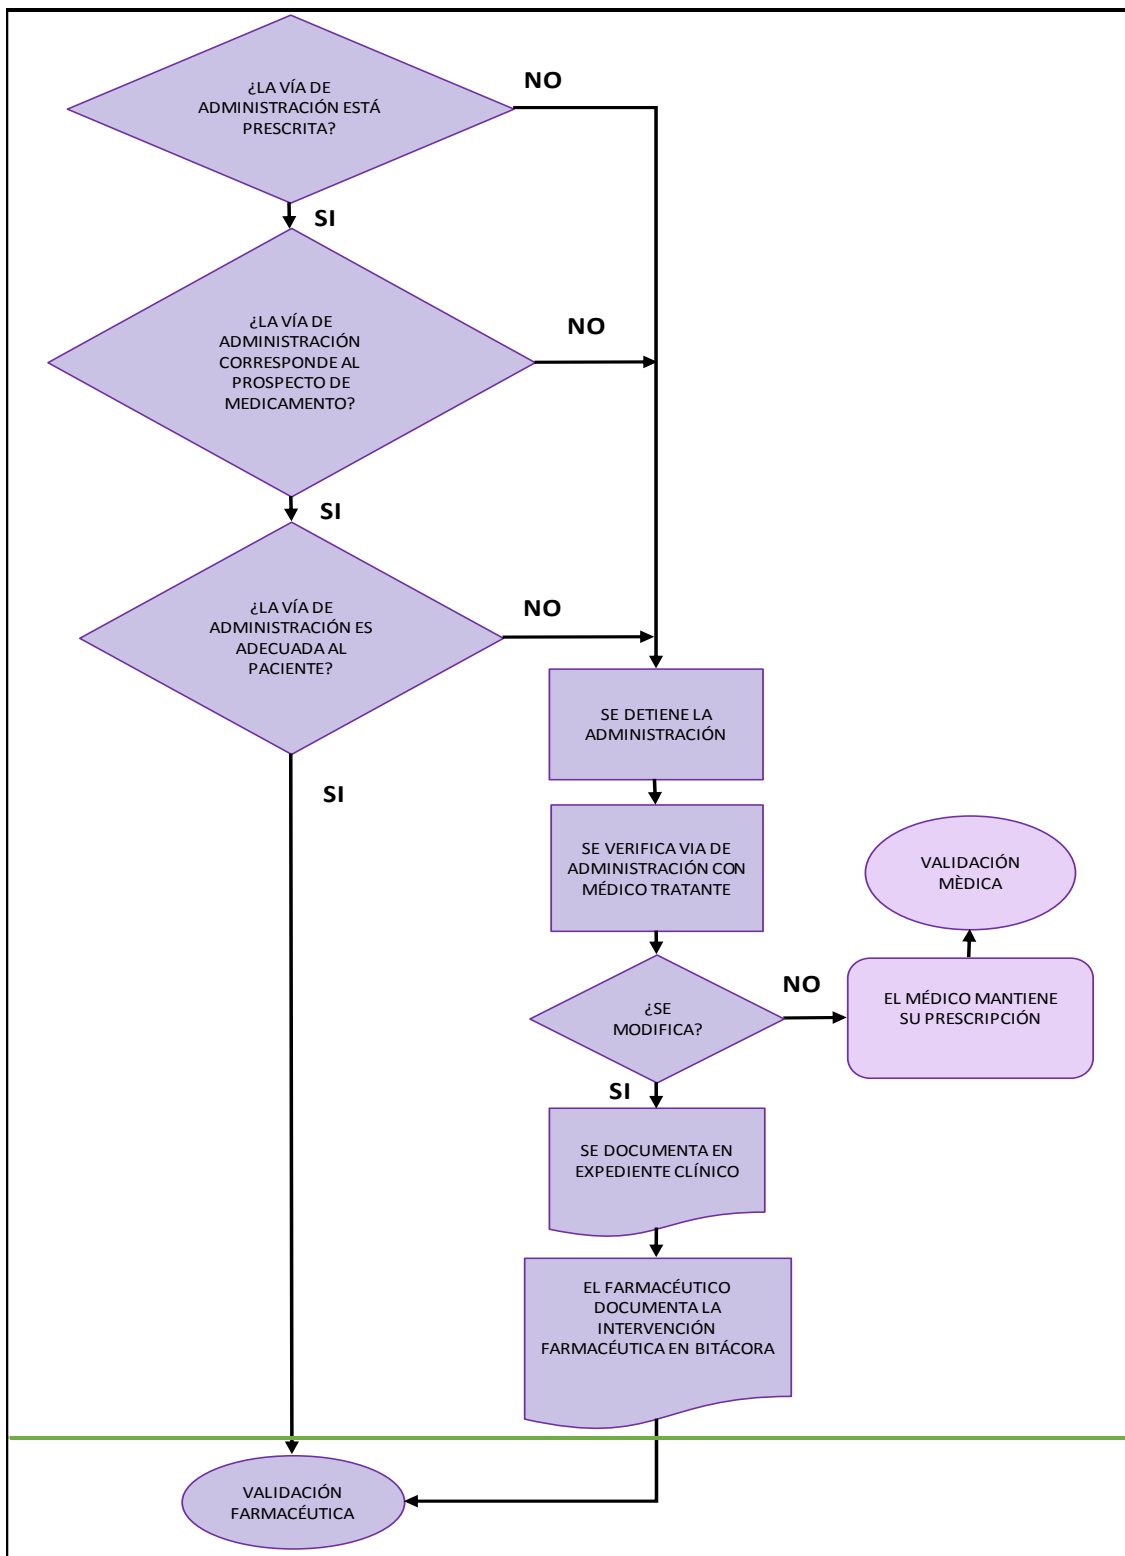 ¿LA VÍA DE
ADMINISTRACIÓN ESTÁ
PRESCRITA?
NO
SI
¿LA VÍA DE
ADMINISTRACIÓN
CORRESPONDE AL
PROSPECTO DE
MEDICAMENTO?
NO
SI
¿LA VÍA DE
ADMINISTRACIÓN ES
ADECUADA AL
PACIENTE?
NO
SI
SE DETIENE LA
ADMINISTRACIÓN
SE VERIFICA VIA DE
ADMINISTRACIÓN CON
MÉDICO TRATANTE
VALIDACIÓN
MÈDICA
¿SE
MODIFICA?
NO
EL MÉDICO MANTIENE
SU PRESCRIPCIÓN
SI
SE DOCUMENTA EN
EXPEDIENTE CLÍNICO
EL FARMACÉUTICO
DOCUMENTA LA
INTERVENCIÓN
FARMACÉUTICA EN BITÁCORA
VALIDACIÓN
FARMACÉUTICA